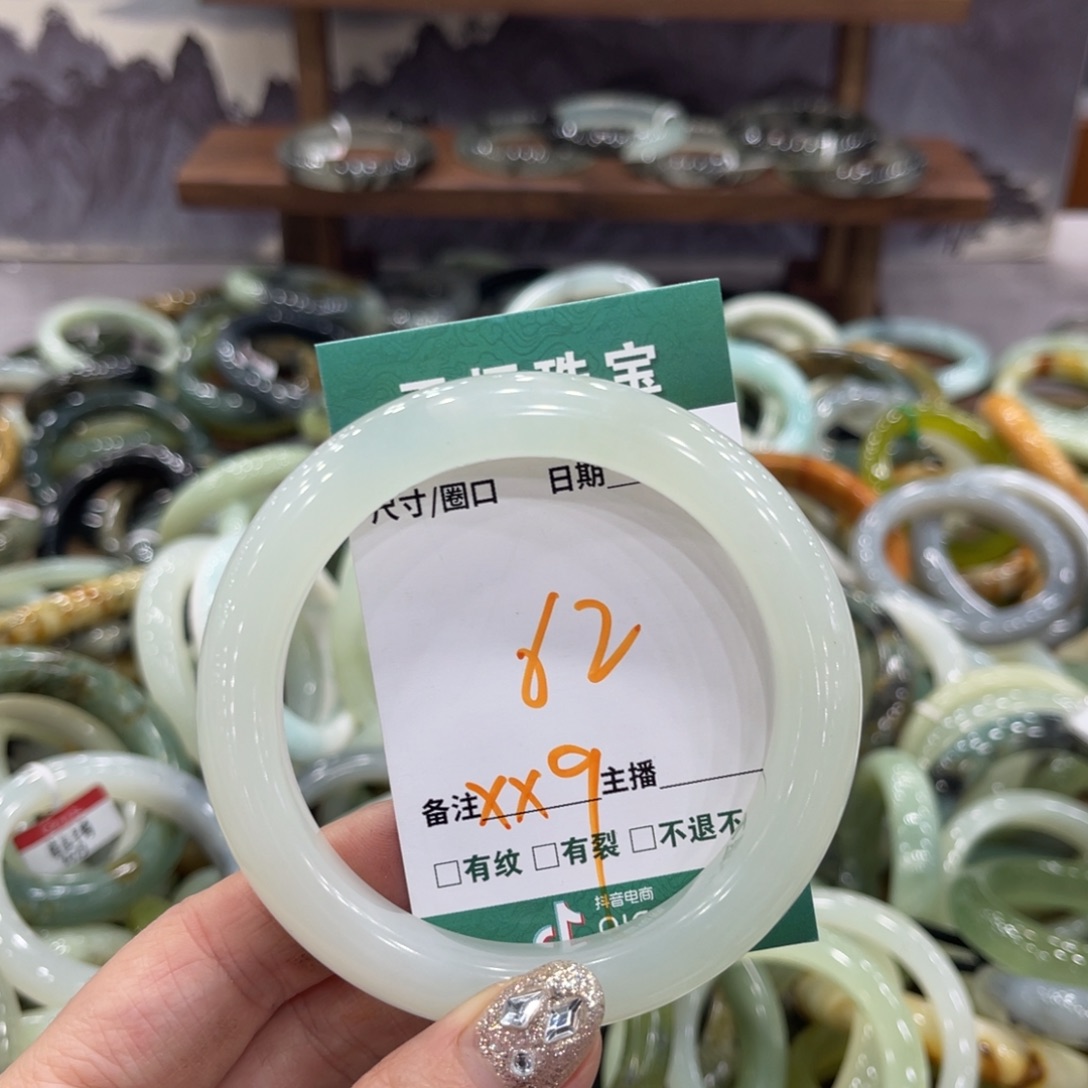 珠宝
尺寸/圈口 日期
62
备注xx9 主播
□有纹 □有裂 □不退不
抖音电商